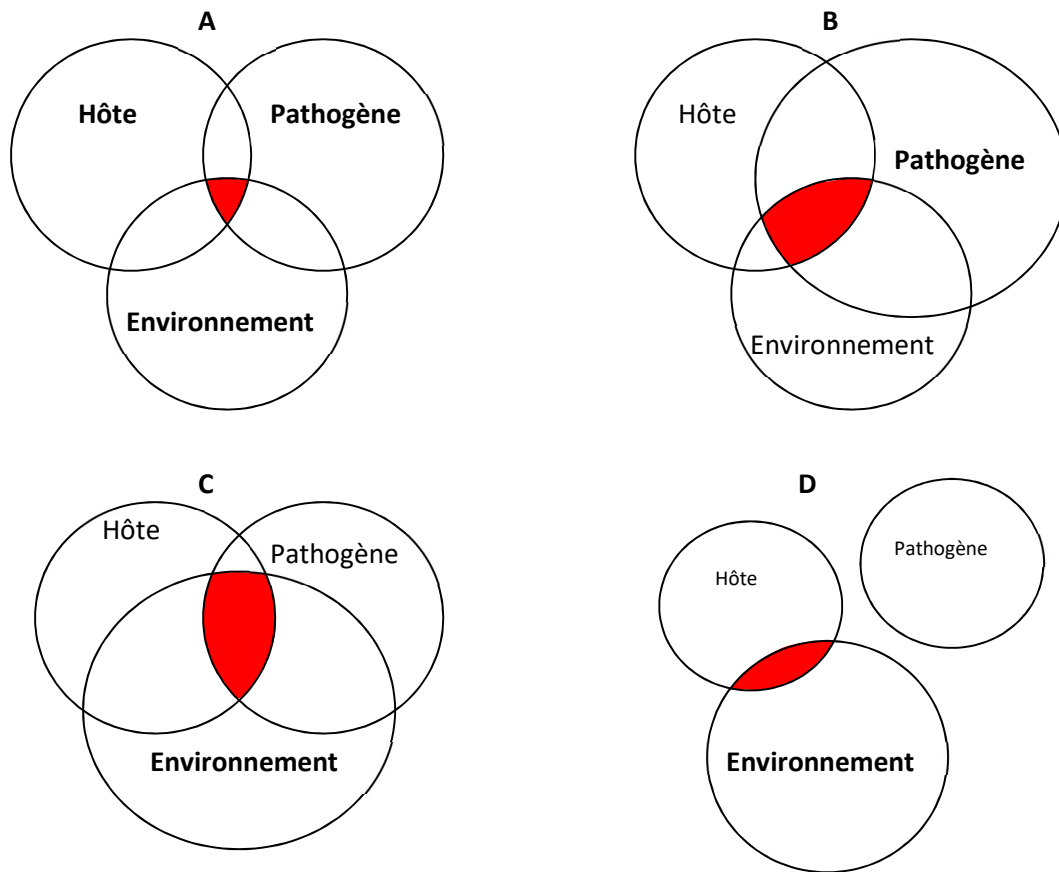 A
Hôte
Pathogène
Environnement
B
Hôte
Pathogène
Environnement
C
Hôte
Pathogène
Environnement
D
Hôte
Pathogène
Environnement